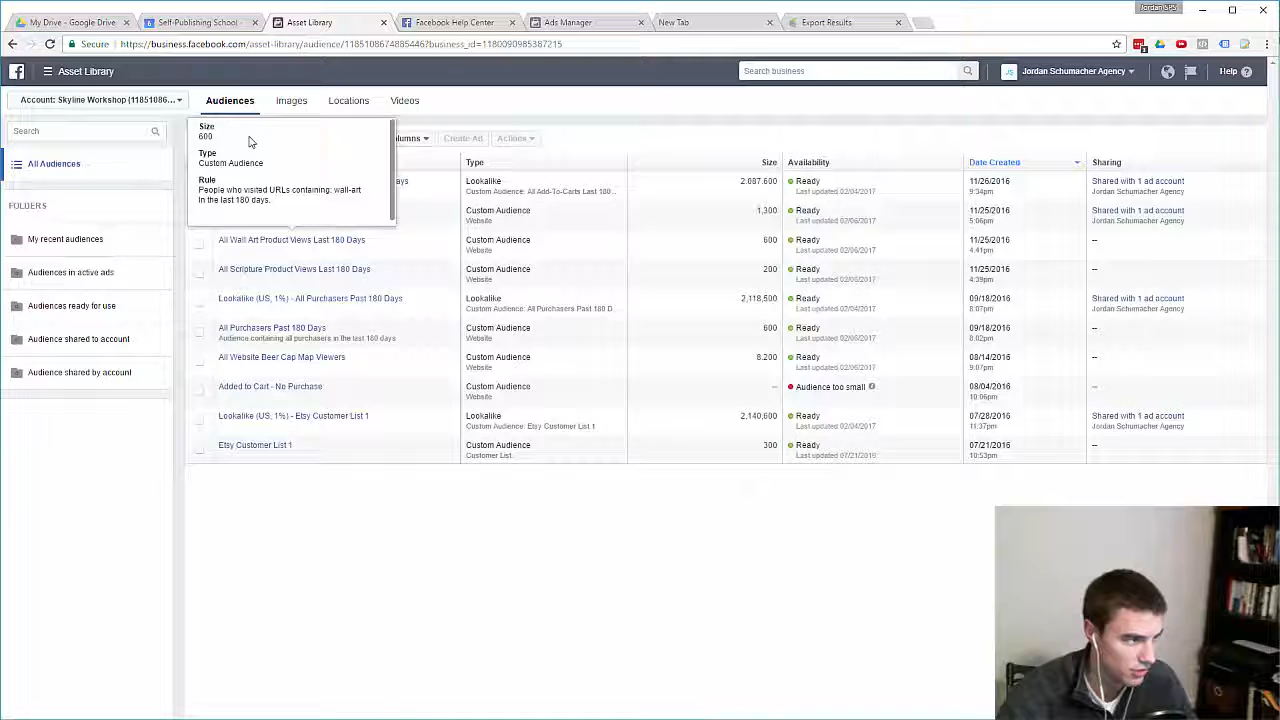 Jordan SPS
My Drive - Google Drive
Self-Publishing School -
Asset Library
Facebook Help Center
Ads Manager
New Tab
Export Results
Secure https://business.facebook.com/asset-library/audience/118510867488544
Asset Library
Search business
Jordan Schumacher Agency
Help
Account: Skyline Workshop (11851086...
Audiences
Images
Locations
Videos
Search
All Audiences
FOLDERS
My recent audiences
Audiences in active ads
Audiences ready for use
Audience shared to account
Audience shared by account
Size
600
Type
Custom Audience
Rule
People who visited URLs containing: wall-art
in the last 180 days.
Create Ad
Actions
Type
Size
Availability
Date Created
Sharing
Lookalike
Custom Audience: All Add-To-Carts Last 180...
2,087,600
Ready
Last updated 02/04/2017
11/26/2016
9:34pm
Shared with 1 ad account
Jordan Schumacher Agency
Custom Audience
Website
1,300
Ready
Last updated 02/06/2017
11/25/2016
5:06pm
Shared with 1 ad account
Jordan Schumacher Agency
All Wall Art Product Views Last 180 Days
Custom Audience
Website
600
Ready
Last updated 02/06/2017
11/25/2016
4:41pm
--
All Scripture Product Views Last 180 Days
Custom Audience
Website
200
Ready
Last updated 02/06/2017
11/25/2016
4:39pm
--
Lookalike (US, 1%) - All Purchasers Past 180 Days
Lookalike
Custom Audience: All Purchasers Past 180 D
2,118,500
Ready
Last updated 02/04/2017
09/18/2016
8:07pm
Shared with 1 ad account
Jordan Schumacher Agency
All Purchasers Past 180 Days
Audience containing all purchasers in the last 180 days
Custom Audience
Website
600
Ready
Last updated 02/06/2017
09/18/2016
8:02pm
--
All Website Beer Cap Map Viewers
Custom Audience
Website
8,200
Ready
Last updated 02/06/2017
08/14/2016
9:07pm
--
Added to Cart - No Purchase
Custom Audience
Website
--
Audience too small
08/04/2016
10:06pm
--
Lookalike (US, 1%) - Etsy Customer List 1
Lookalike
Custom Audience: Etsy Customer List 1
2,140,600
Ready
Last updated 02/04/2017
07/28/2016
11:37pm
Shared with 1 ad account
Jordan Schumacher Agency
Etsy Customer List 1
Custom Audience
Customer List
300
Ready
Last updated 07/21/2016
07/21/2016
10:53pm
--